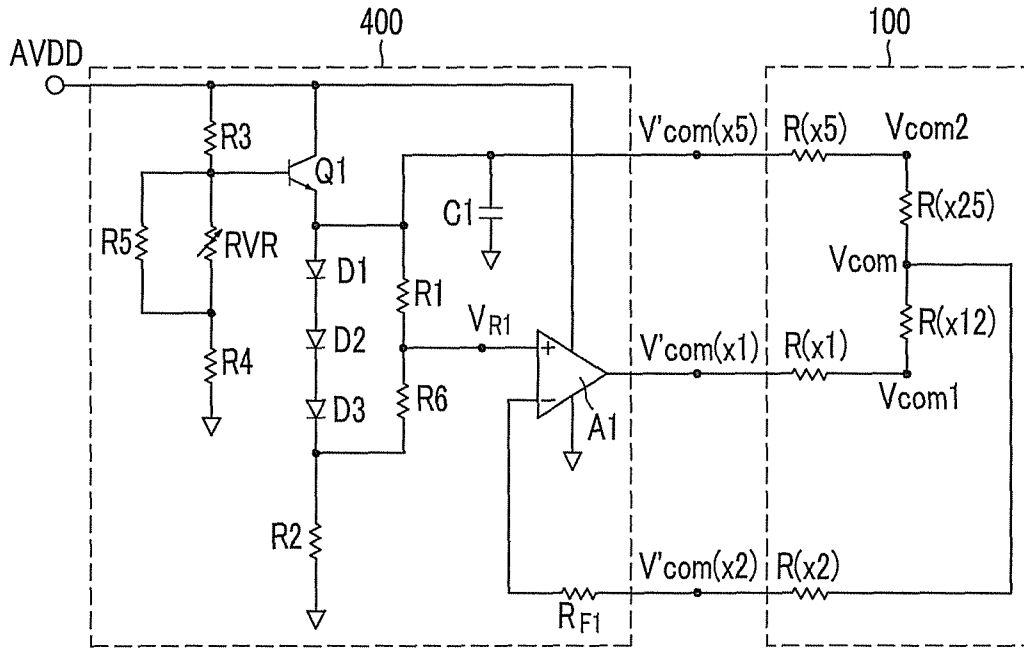 400
100
AVDD
R3
Q1
V'com(x5)
R(x5)
Vcom2
C1
R(x25)
R5
RVR
D1
Vcom
R1
VR1
R(x12)
D2
V'com(x1)
R(x1)
R4
+
Vcom1
D3
R6
−
A1
R2
V'com(x2)
R(x2)
RF1